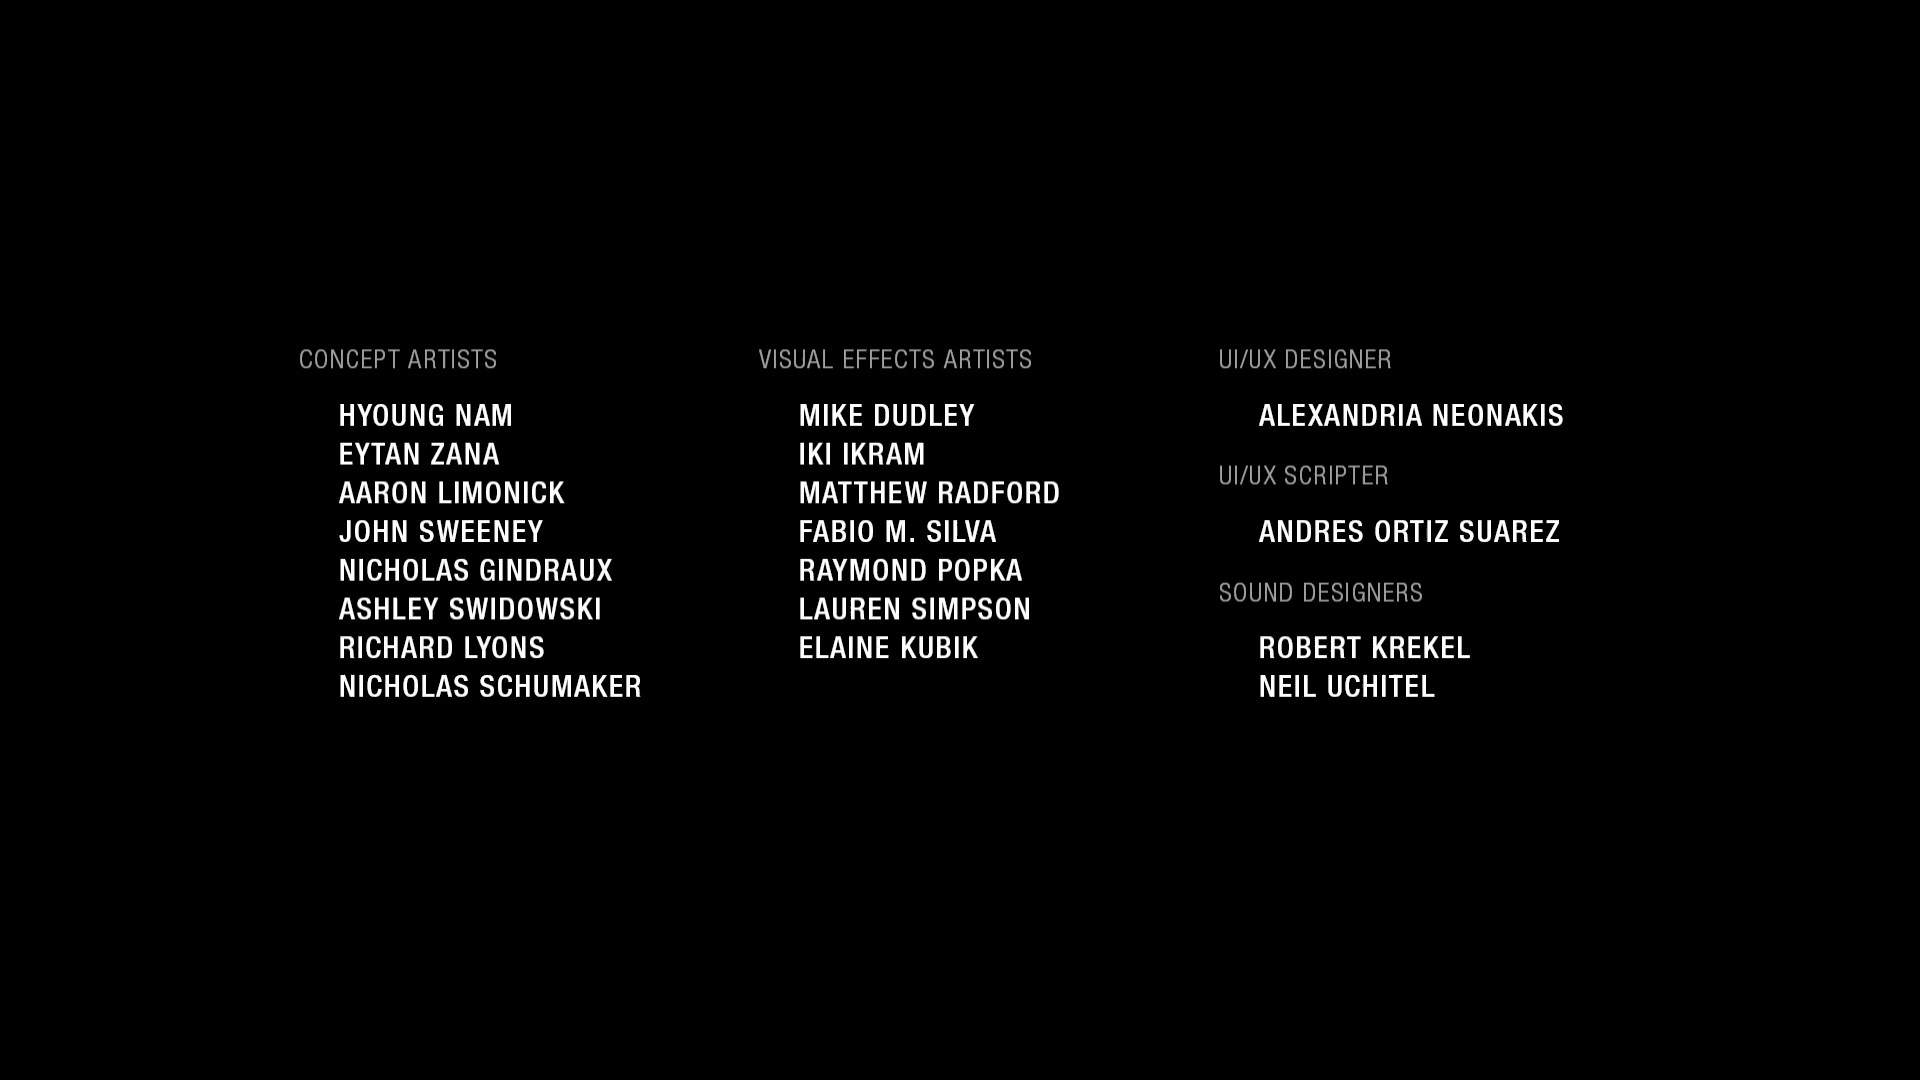 CONCEPT ARTISTS
HYOUNG NAM
EYTAN ZANA
AARON LIMONICK
JOHN SWEENEY
NICHOLAS GINDRAUX
ASHLEY SWIDOWSKI
RICHARD LYONS
NICHOLAS SCHUMAKER
VISUAL EFFECTS ARTISTS
MIKE DUDLEY
IKI IKRAM
MATTHEW RADFORD
FABIO M. SILVA
RAYMOND POPKA
LAUREN SIMPSON
ELAINE KUBIK
UI/UX DESIGNER
ALEXANDRIA NEONAKIS
UI/UX SCRIPTER
ANDRES ORTIZ SUAREZ
SOUND DESIGNERS
ROBERT KREKEL
NEIL UCHITEL